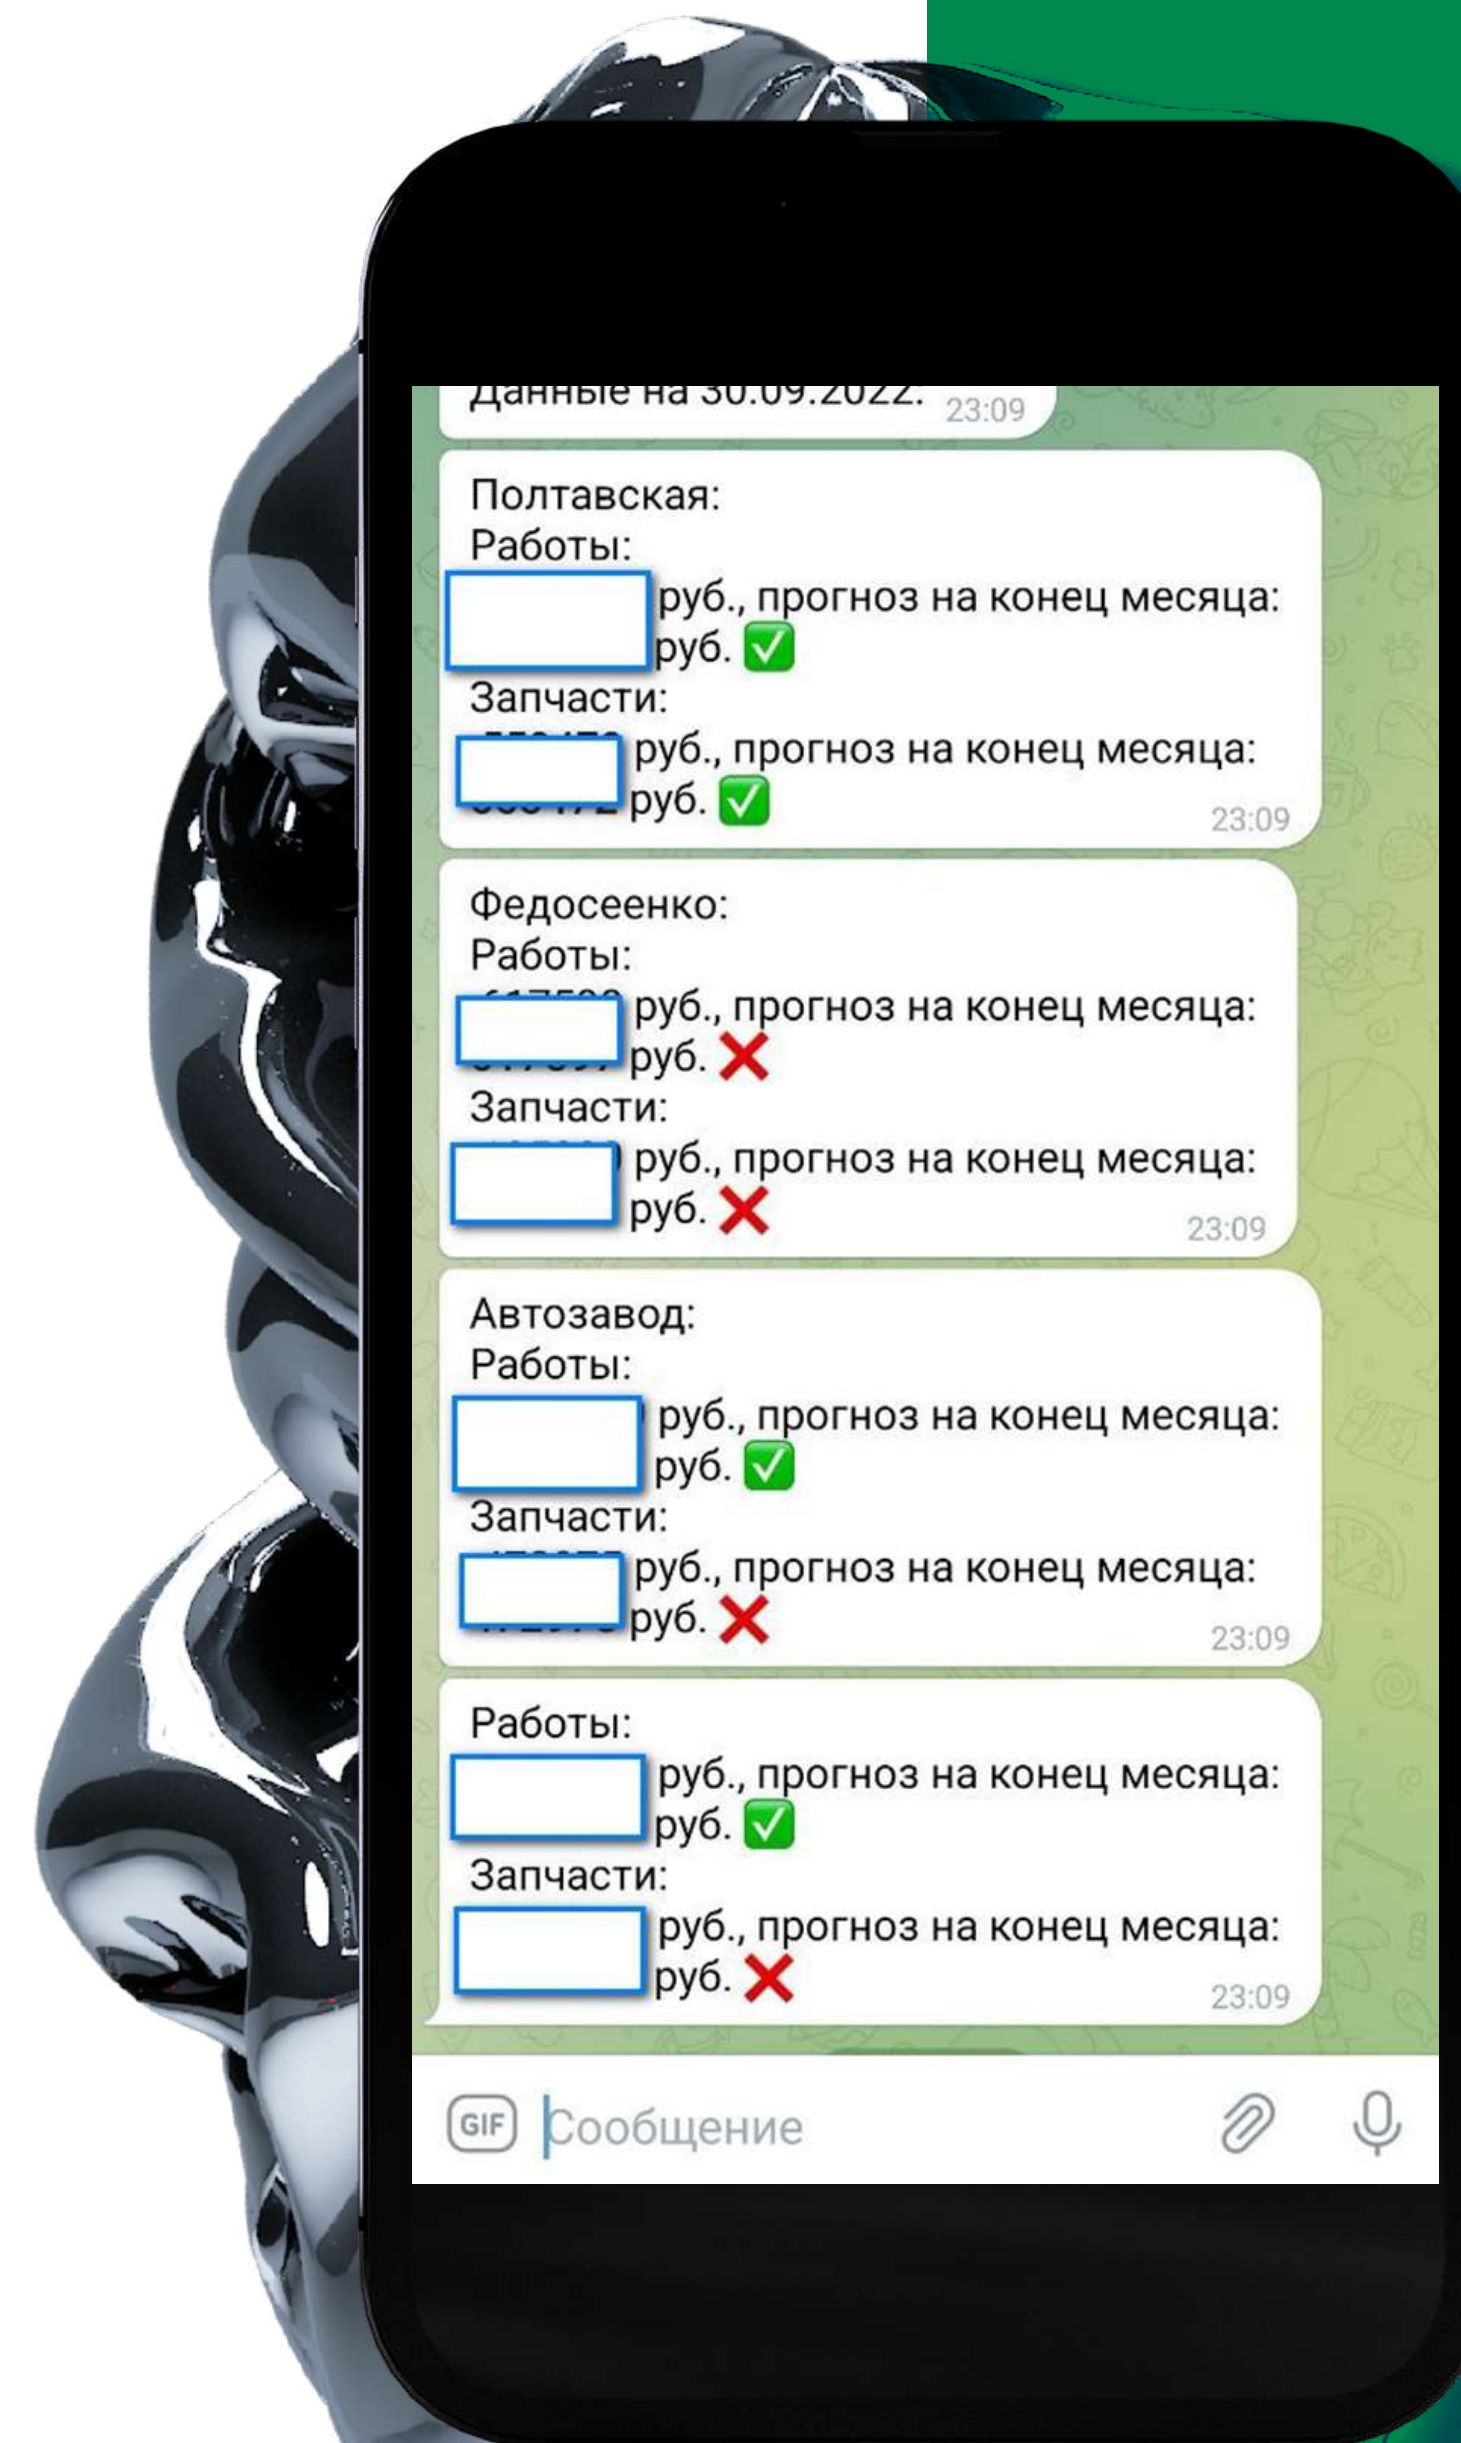 Данные на 30.09.2022:
23:09
Полтавская:
Работы:
руб., прогноз на конец месяца:
руб. ✅
Запчасти:
руб., прогноз на конец месяца:
руб. ✅
23:09
Федосеенко:
Работы:
руб., прогноз на конец месяца:
руб. ❌
Запчасти:
руб., прогноз на конец месяца:
руб. ❌
23:09
Автозавод:
Работы:
руб., прогноз на конец месяца:
руб. ✅
Запчасти:
руб., прогноз на конец месяца:
руб. ❌
23:09
Работы:
руб., прогноз на конец месяца:
руб. ✅
Запчасти:
руб., прогноз на конец месяца:
руб. ❌
23:09
GIF Сообщение